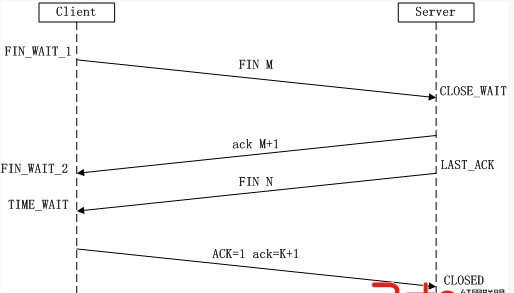 Client
Server
FIN_WAIT_1
FIN M
CLOSE_WAIT
ack M+1
FIN_WAIT_2
LAST_ACK
FIN N
TIME_WAIT
ACK=1 ack=K+1
CLOSED